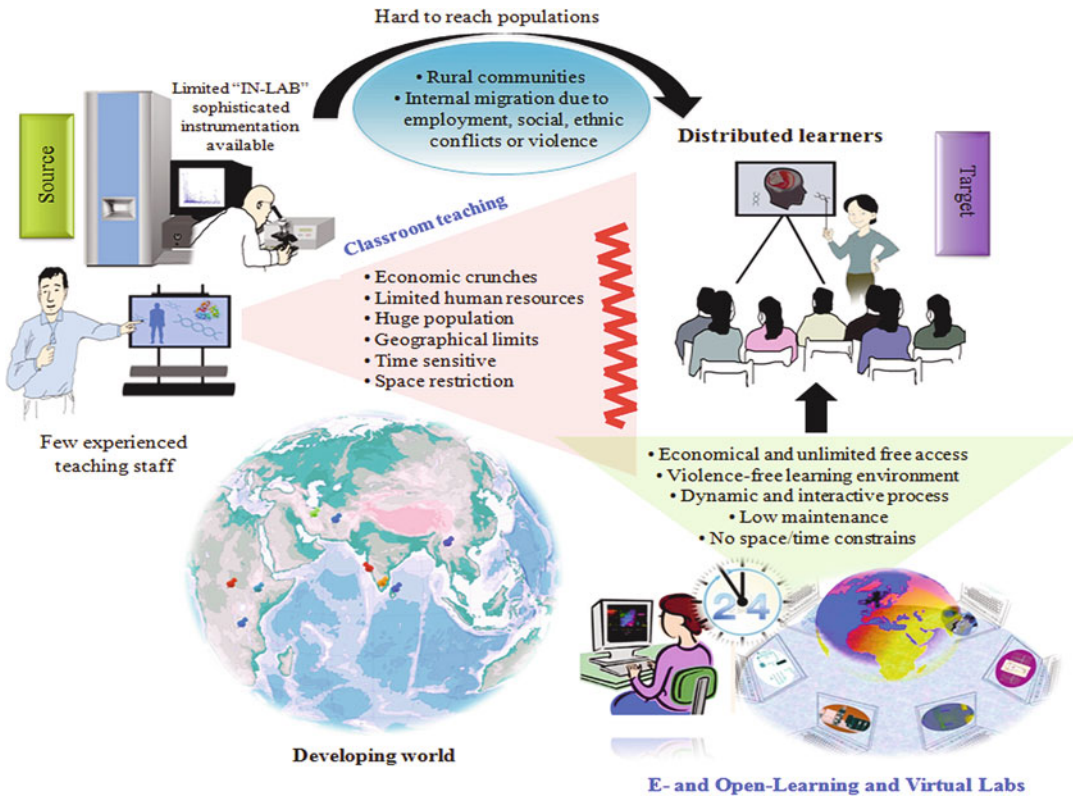 Hard to reach populations
Limited “IN-LAB”
sophisticated
instrumentation
available
Source
• Rural communities
• Internal migration due to
employment, social, ethnic
conflicts or violence
Distributed learners
Target
Classroom teaching
• Economic crunches
• Limited human resources
• Huge population
• Geographical limits
• Time sensitive
• Space restriction
Few experienced
teaching staff
• Economical and unlimited free access
• Violence-free learning environment
• Dynamic and interactive process
• Low maintenance
• No space/time constrains
24
Developing world
E- and Open-Learning and Virtual Labs